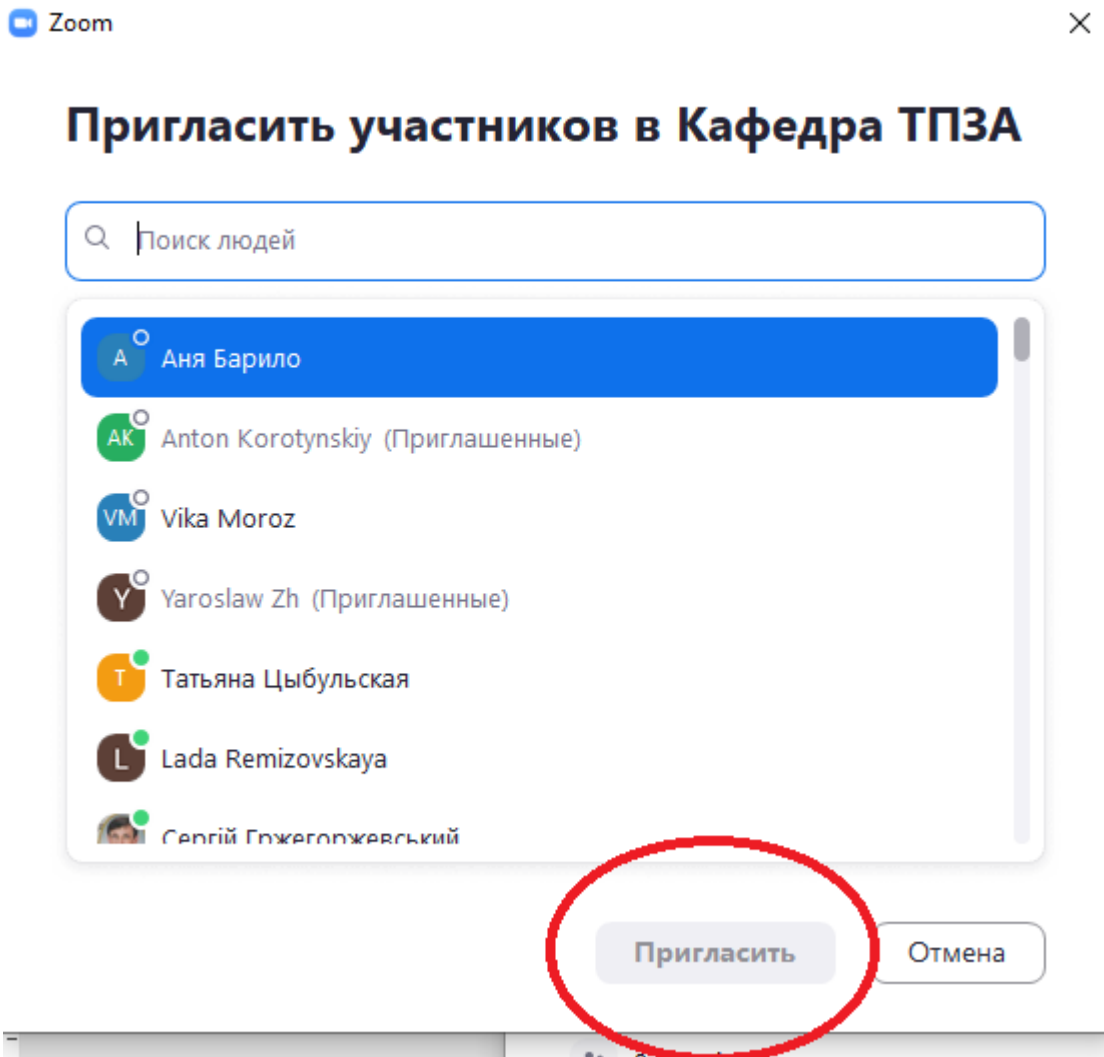 Zoom
Пригласить участников в Кафедра ТПЗА
Поиск людей
A Аня Барило
AK Anton Korotynskiy (Приглашенные)
VM Vika Moroz
Y Yaroslaw Zh (Приглашенные)
T Татьяна Цыбульская
L Lada Remizovskaya
Сергій Гржегоржевський
Пригласить Отмена